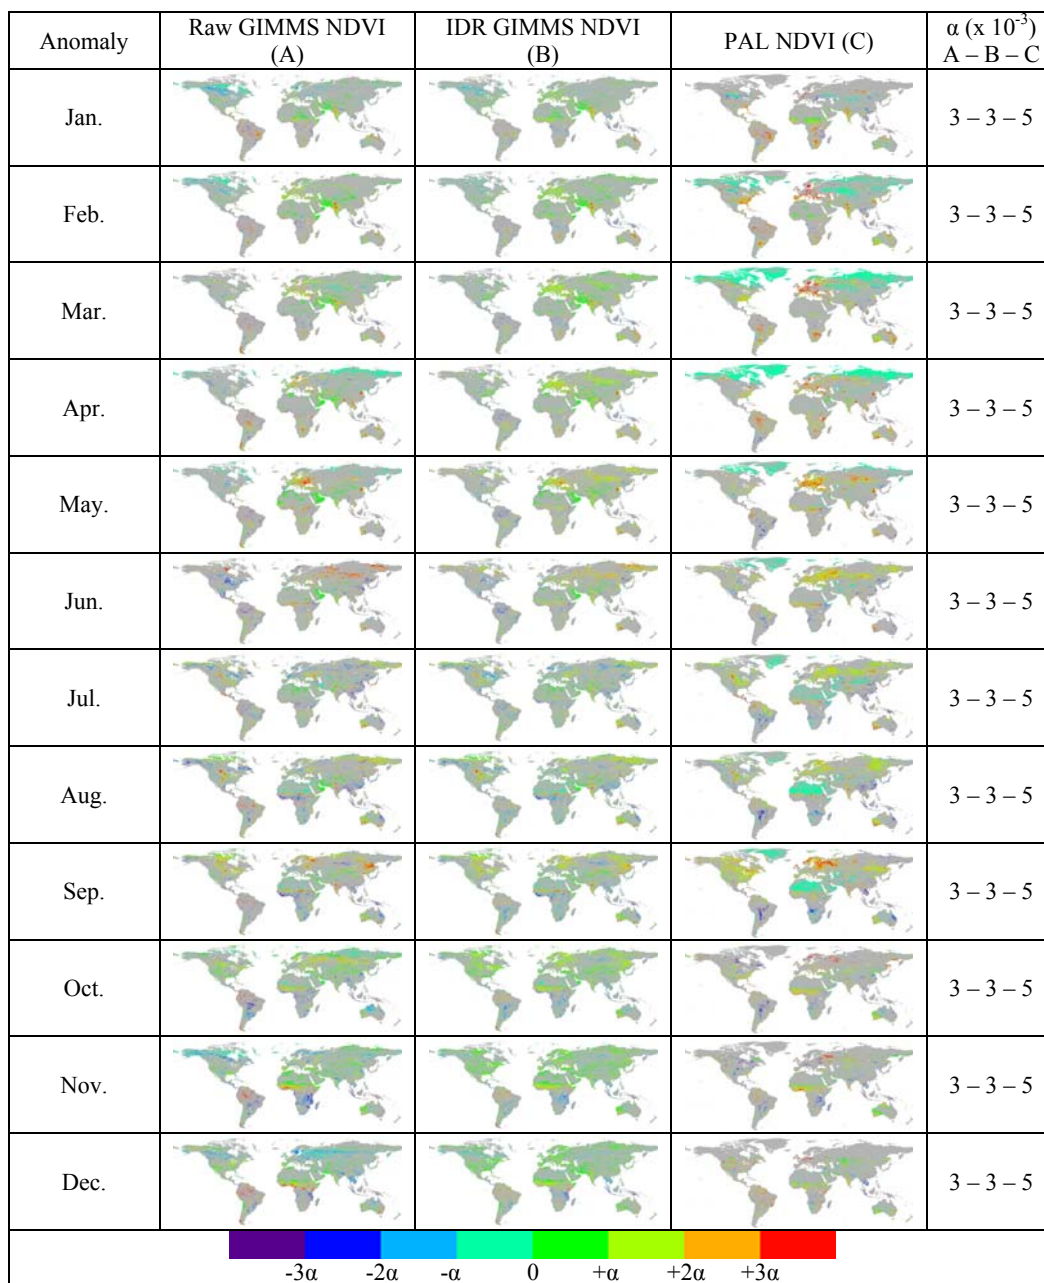 Anomaly
Raw GIMMS NDVI
(A)
IDR GIMMS NDVI
(B)
PAL NDVI (C)
α (x 10⁻³)
A – B – C
Jan.
3 – 3 – 5
Feb.
3 – 3 – 5
Mar.
3 – 3 – 5
Apr.
3 – 3 – 5
May.
3 – 3 – 5
Jun.
3 – 3 – 5
Jul.
3 – 3 – 5
Aug.
3 – 3 – 5
Sep.
3 – 3 – 5
Oct.
3 – 3 – 5
Nov.
3 – 3 – 5
Dec.
3 – 3 – 5
-3α -2α -α 0 +α +2α +3α